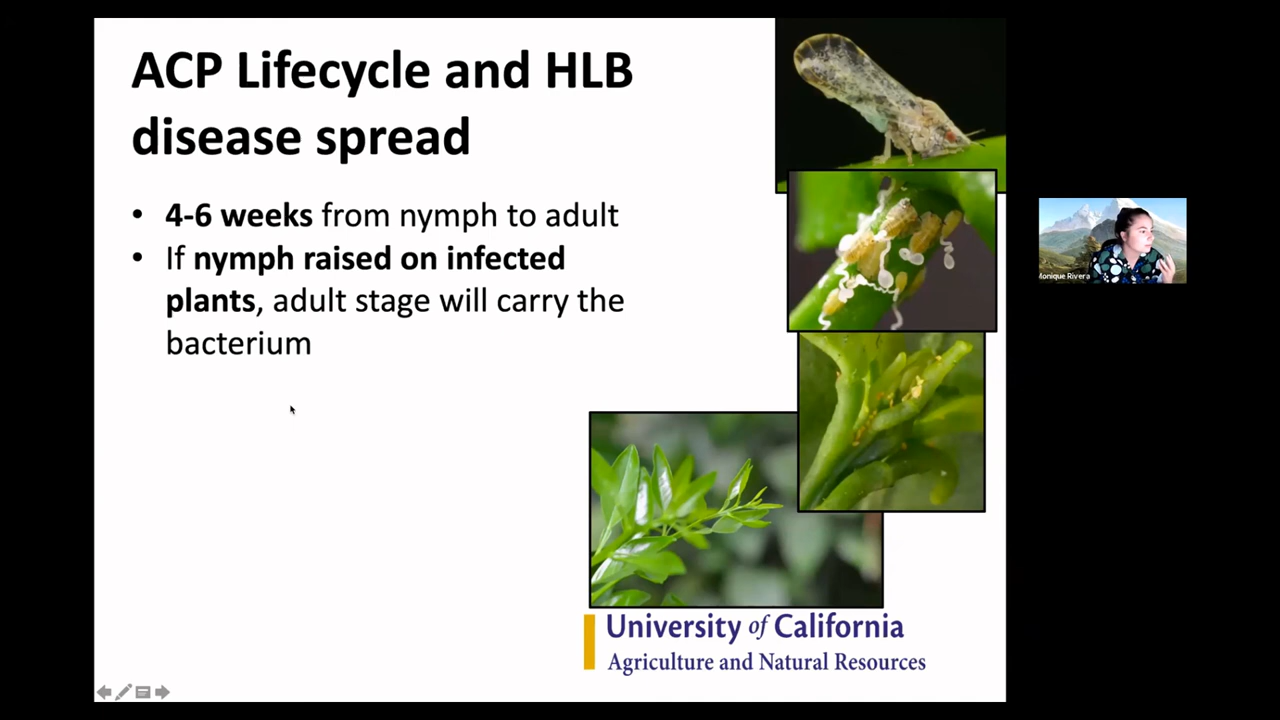 ACP Lifecycle and HLB
disease spread
• 4-6 weeks from nymph to adult
• If nymph raised on infected
plants, adult stage will carry the
bacterium
Monique Rivera
University of California
Agriculture and Natural Resources